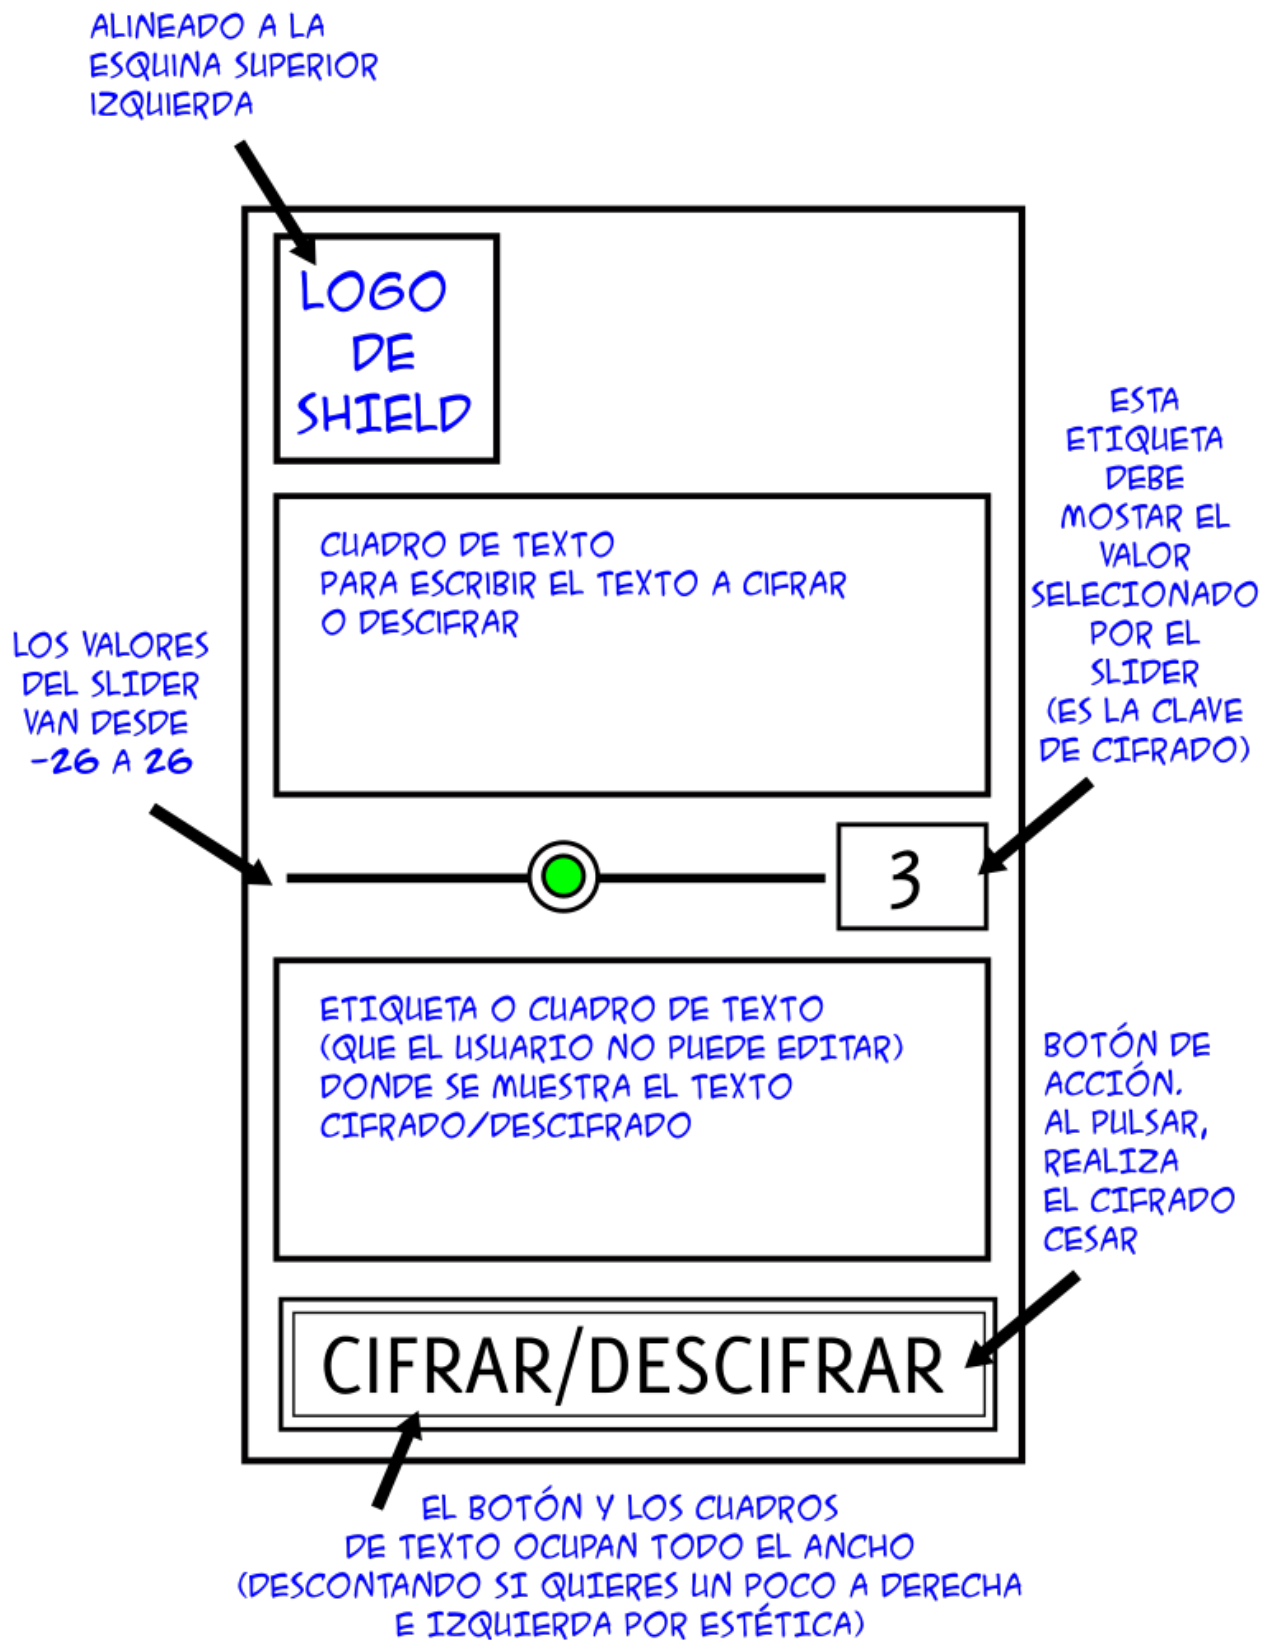 ALINEADO A LA
ESQUINA SUPERIOR
IZQUIERDA
LOGO
DE
SHIELD
CUADRO DE TEXTO
PARA ESCRIBIR EL TEXTO A CIFRAR
O DESCIFRAR
ESTA
ETIQUETA
DEBE
MOSTAR EL
VALOR
SELECIONADO
POR EL
SLIDER
(ES LA CLAVE
DE CIFRADO)
LOS VALORES
DEL SLIDER
VAN DESDE
-26 A 26
3
ETIQUETA O CUADRO DE TEXTO
(QUE EL USUARIO NO PUEDE EDITAR)
DONDE SE MUESTRA EL TEXTO
CIFRADO/DESCIFRADO
BOTÓN DE
ACCIÓN.
AL PULSAR,
REALIZA
EL CIFRADO
CESAR
CIFRAR/DESCIFRAR
EL BOTÓN Y LOS CUADROS
DE TEXTO OCUPAN TODO EL ANCHO
(DESCONTANDO SI QUIERES UN POCO A DERECHA
E IZQUIERDA POR ESTÉTICA)